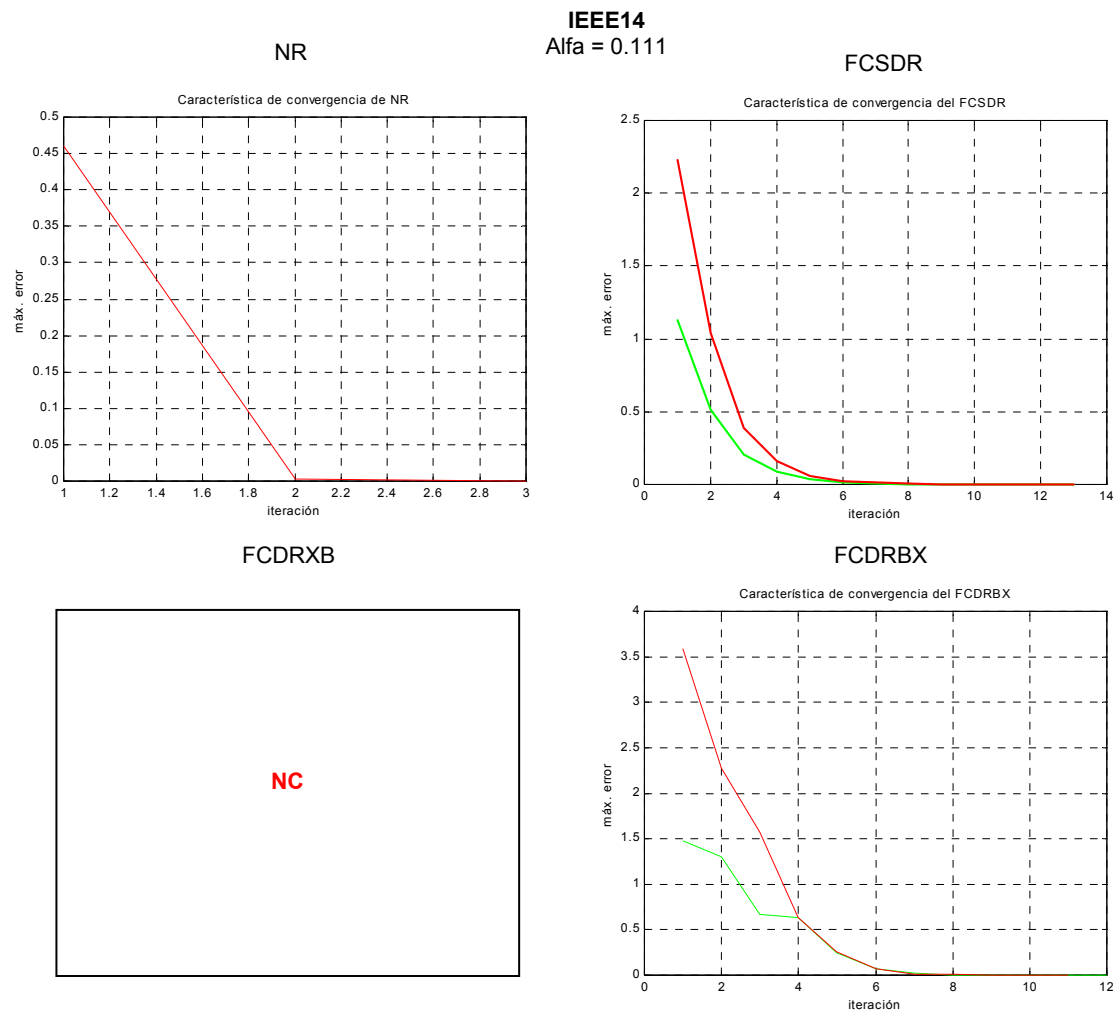 IEEE14
Alfa = 0.111
NR
Característica de convergencia de NR
máx. error
0.5
0.45
0.4
0.35
0.3
0.25
0.2
0.15
0.1
0.05
0
1 1.2 1.4 1.6 1.8 2 2.2 2.4 2.6 2.8 3
iteración
FCSDR
Característica de convergencia del FCSDR
máx. error
2.5
2
1.5
1
0.5
0
0 2 4 6 8 10 12 14
iteración
FCDRXB
NC
FCDRBX
Característica de convergencia del FCDRBX
máx. error
4
3.5
3
2.5
2
1.5
1
0.5
0
0 2 4 6 8 10 12
iteración